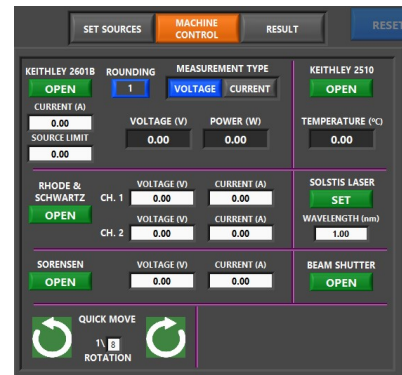 SET SOURCES
MACHINE
CONTROL
RESULT
RESE
KEITHLEY 2601B
OPEN
CURRENT (A)
0.00
SOURCE LIMIT
0.00
ROUNDING
1
MEASUREMENT TYPE
VOLTAGE CURRENT
VOLTAGE (V) POWER (W)
0.00 0.00
KEITHLEY 2510
OPEN
TEMPERATURE (ºC)
0.00
RHODE &
SCHWARTZ
OPEN
VOLTAGE (V) CURRENT (A)
CH. 1 0.00 0.00
VOLTAGE (V) CURRENT (A)
CH. 2 0.00 0.00
SOLSTIS LASER
SET
WAVELENGTH (nm)
1.00
SORENSEN
OPEN
VOLTAGE (V) CURRENT (A)
0.00 0.00
BEAM SHUTTER
OPEN
QUICK MOVE
1\ 8
ROTATION